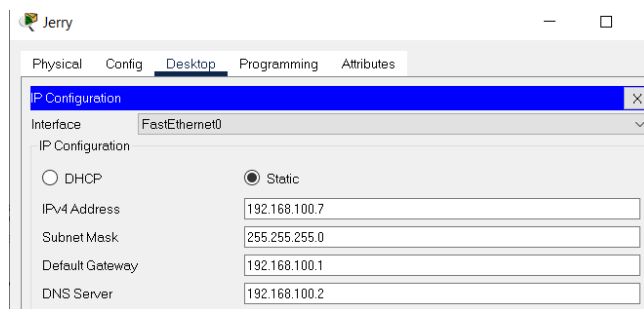 Jerry
Physical Config Desktop Programming Attributes
IP Configuration X
Interface FastEthernet0
IP Configuration
DHCP Static
IPv4 Address 192.168.100.7
Subnet Mask 255.255.255.0
Default Gateway 192.168.100.1
DNS Server 192.168.100.2